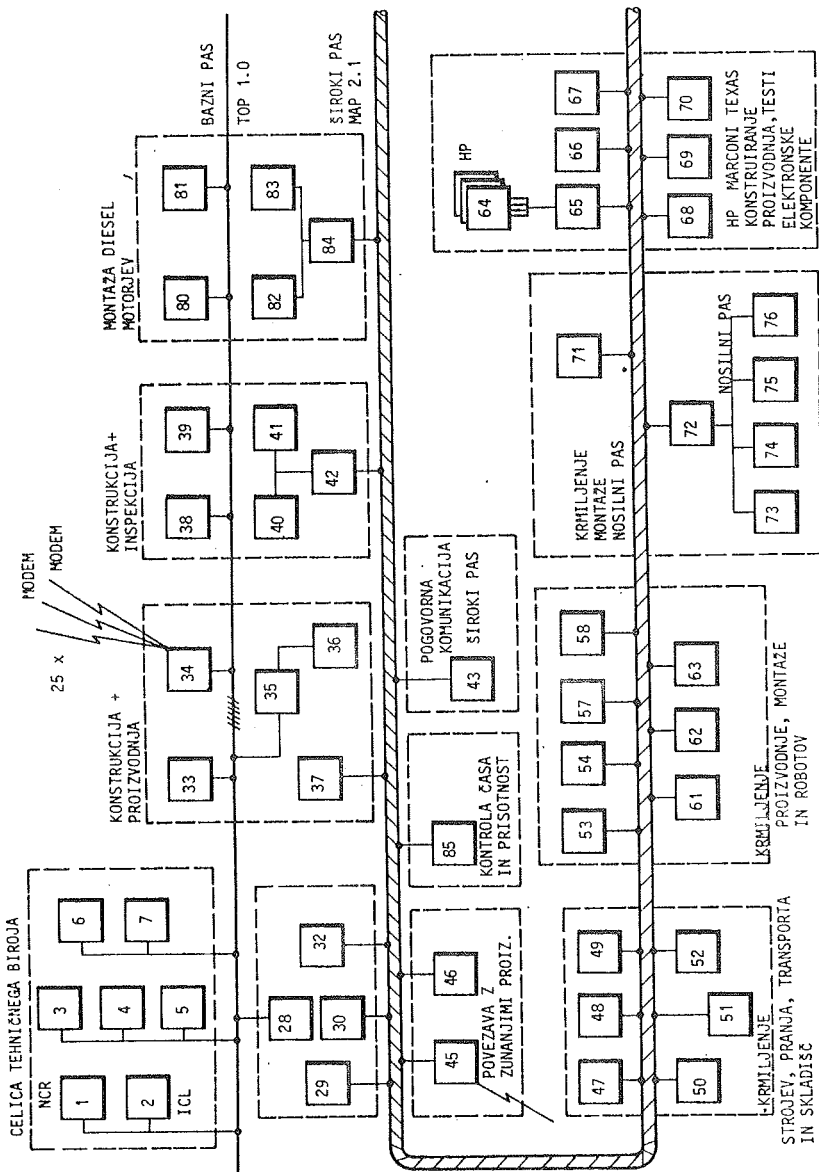 CELICA TEHNIČNEGA BIROJA
NCR
1
2
ICL
3
4
5
6
7
25 x
MODEM
MODEM
KONSTRUKCIJA +
PROIZVODNJA
33
34
35
36
37
KONSTRUKCIJA+
INSPEKCIJA
38
39
40
41
42
MONTAŽA DIESEL
MOTORJEV
80
81
82
83
84
BAZNI PAS
TOP 1.0
ŠIROKI PAS
MAP 2.1
28
29
30
32
45
46
POVEZAVA Z
ZUNANJIMI PROIZ.
85
KONTROLA ČASA
IN PRISOTNOST
POGOVORNA
KOMUNIKACIJA
ŠIROKI PAS
43
47
48
49
50
51
52
KRMILJENJE
STROJEV, PRANJA, TRANSPORTA
IN SKLADIŠČ
53
54
57
58
61
62
63
KRMILJENJE
PROIZVODNJE, MONTAŽE
IN ROBOTOV
71
KRMILJENJE
MONTAŽE
NOSILNI PAS
72
NOSILNI PAS
73
74
75
76
HP
64
65
66
67
68
69
70
HP MARCONI TEXAS
KONSTRUIRANJE
PROIZVODNJA, TESTI
ELEKTRONSKE
KOMPONENTE